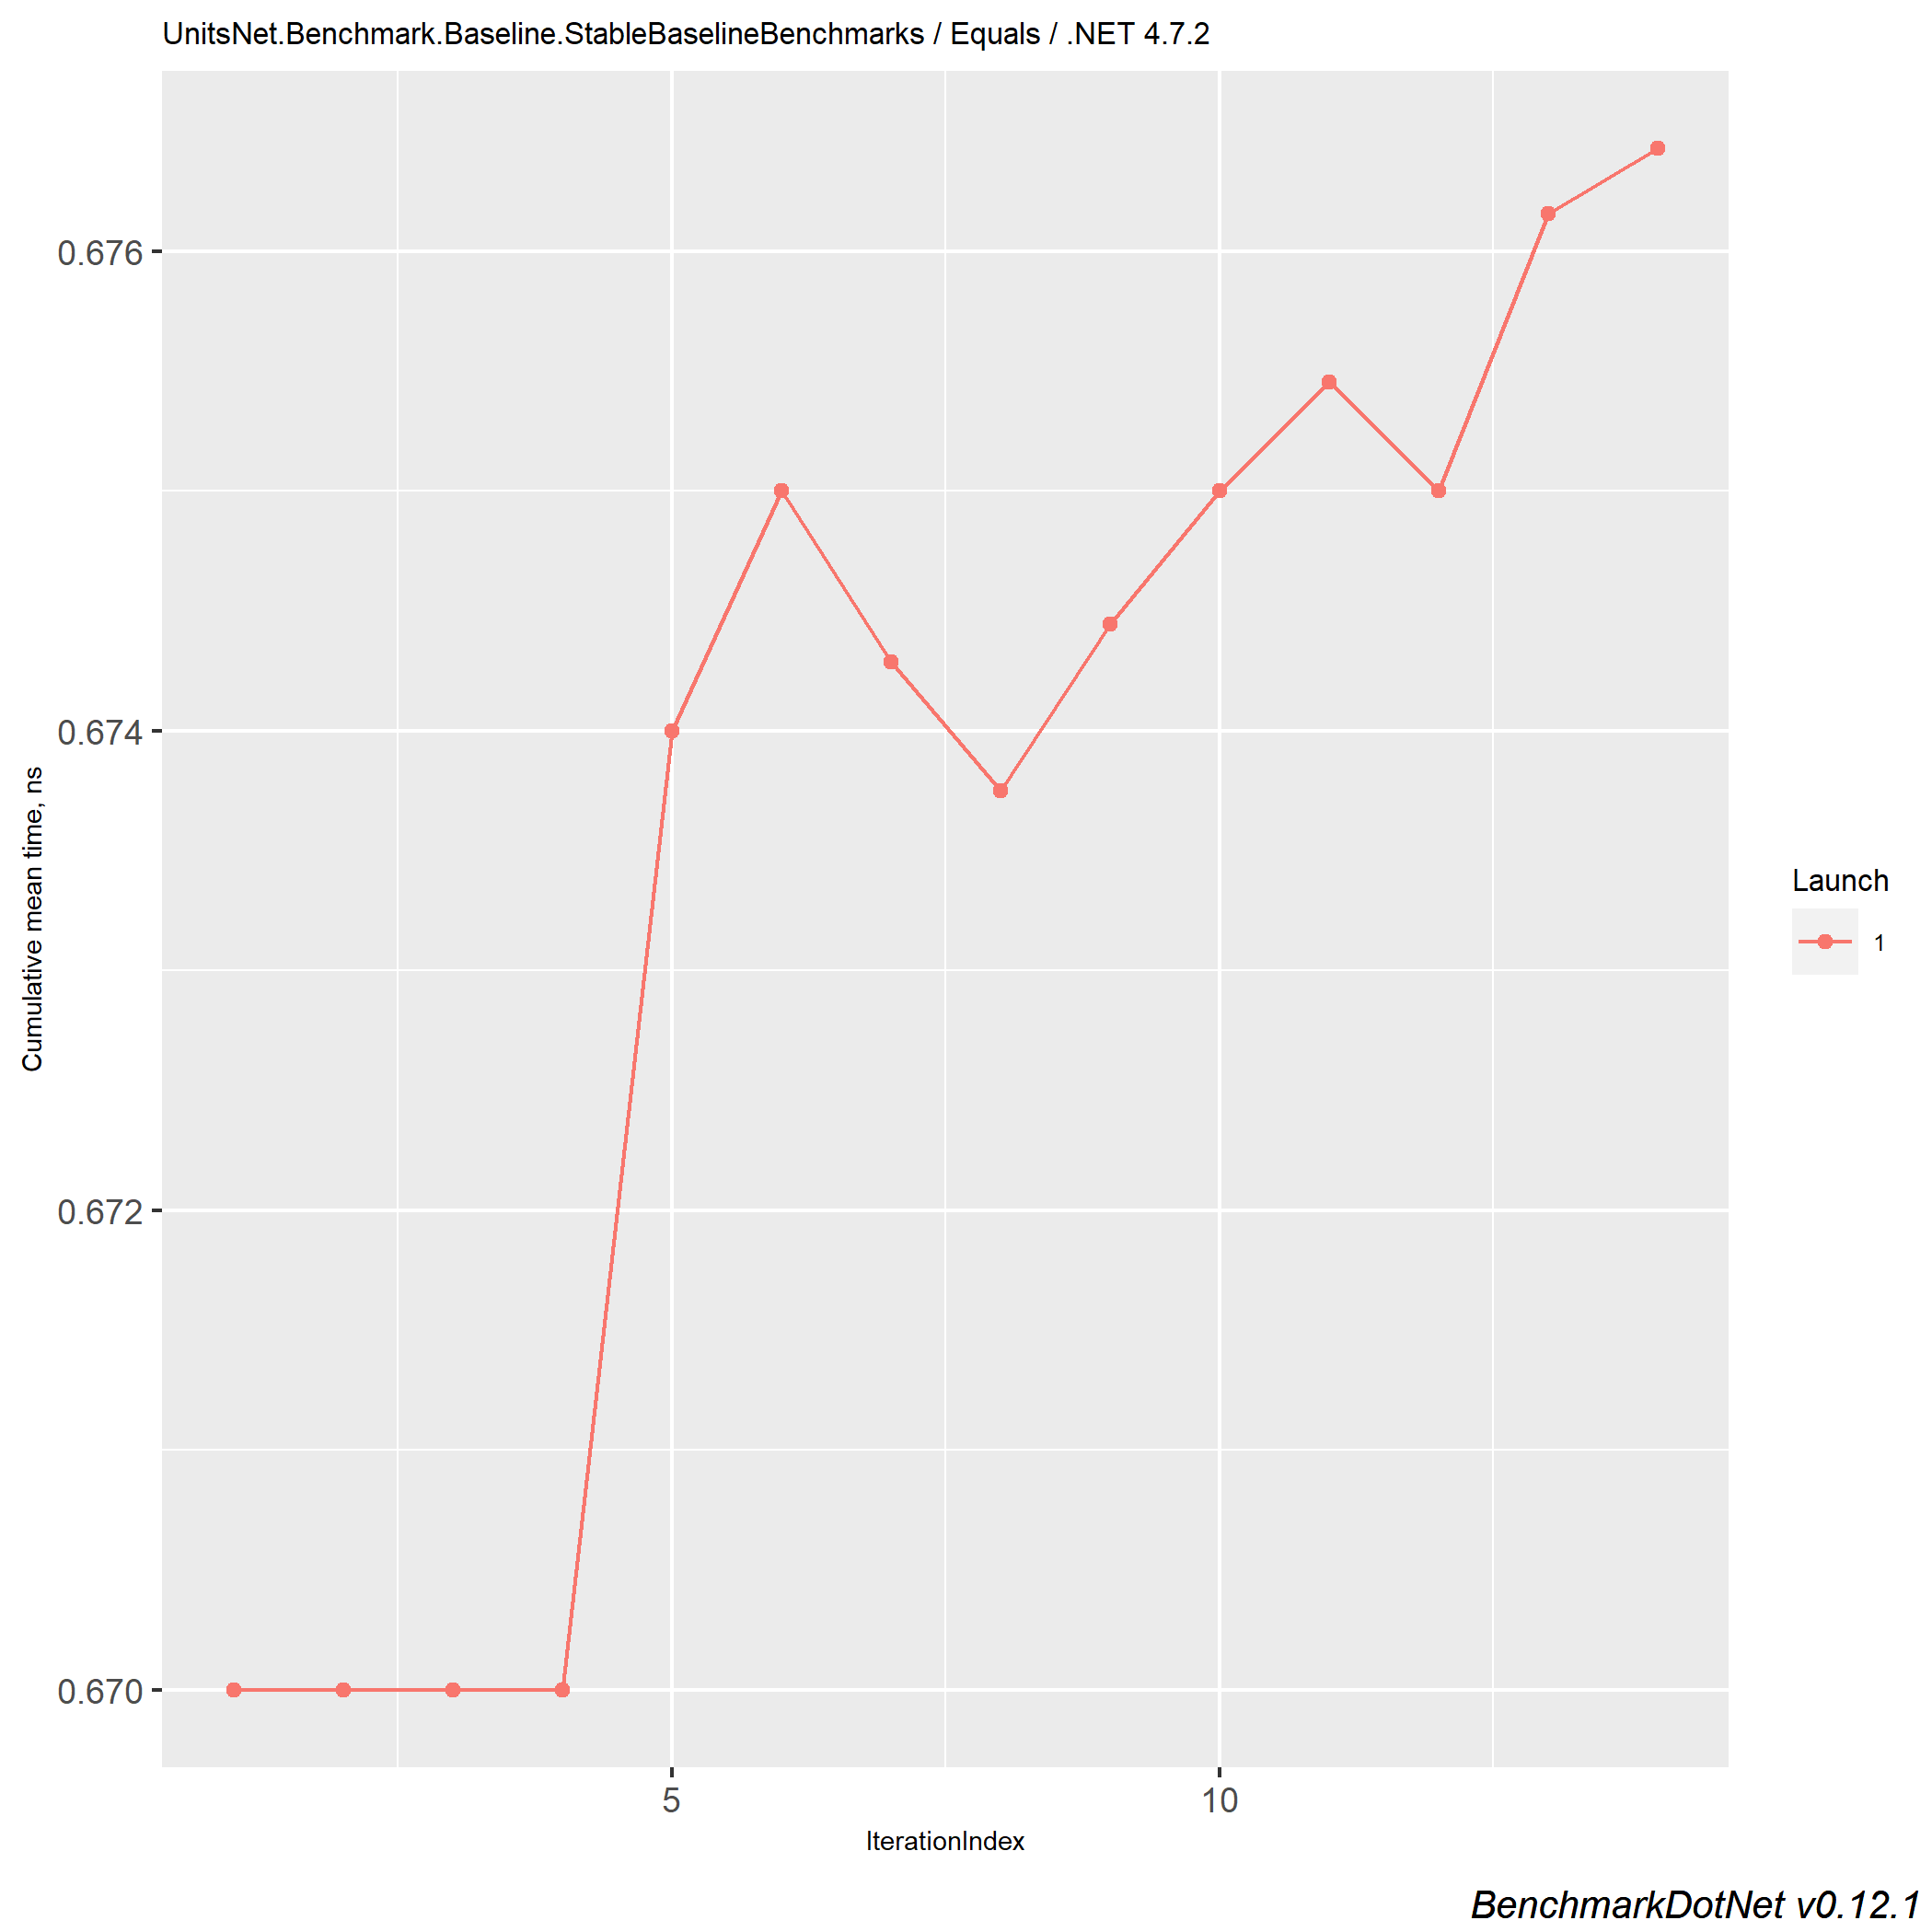 UnitsNet.Benchmark.Baseline.StableBaselineBenchmarks / Equals / .NET 4.7.2
Cumulative mean time, ns
0.676
0.674
0.672
0.670
5
10
IterationIndex
Launch
1
BenchmarkDotNet v0.12.1